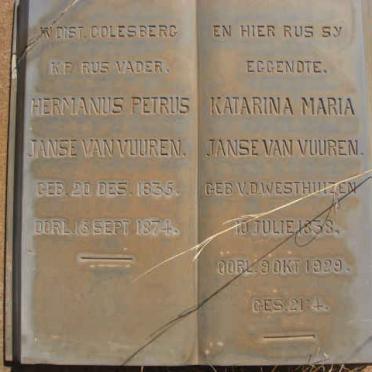 IN DIST. COLESBERG
K.P. RUS VADER.
HERMANUS PETRUS
JANSE VAN VUUREN.
GEB. 20 DES. 1835.
OORL. 16 SEPT 1874.
EN HIER RUS SY
EGGENOTE.
KATARINA MARIA
JANSE VAN VUUREN.
GEB V.D. WESTHUIZEN
10 JULIE 1838.
OORL. 9 OKT 1929.
GES. 21:4.